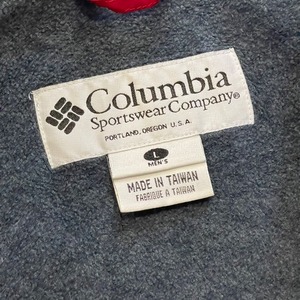 Columbia
Sportswear Company®
PORTLAND, OREGON U.S.A.
L
MEN'S
MADE IN TAIWAN
FABRIQUÉ À TAIWAN